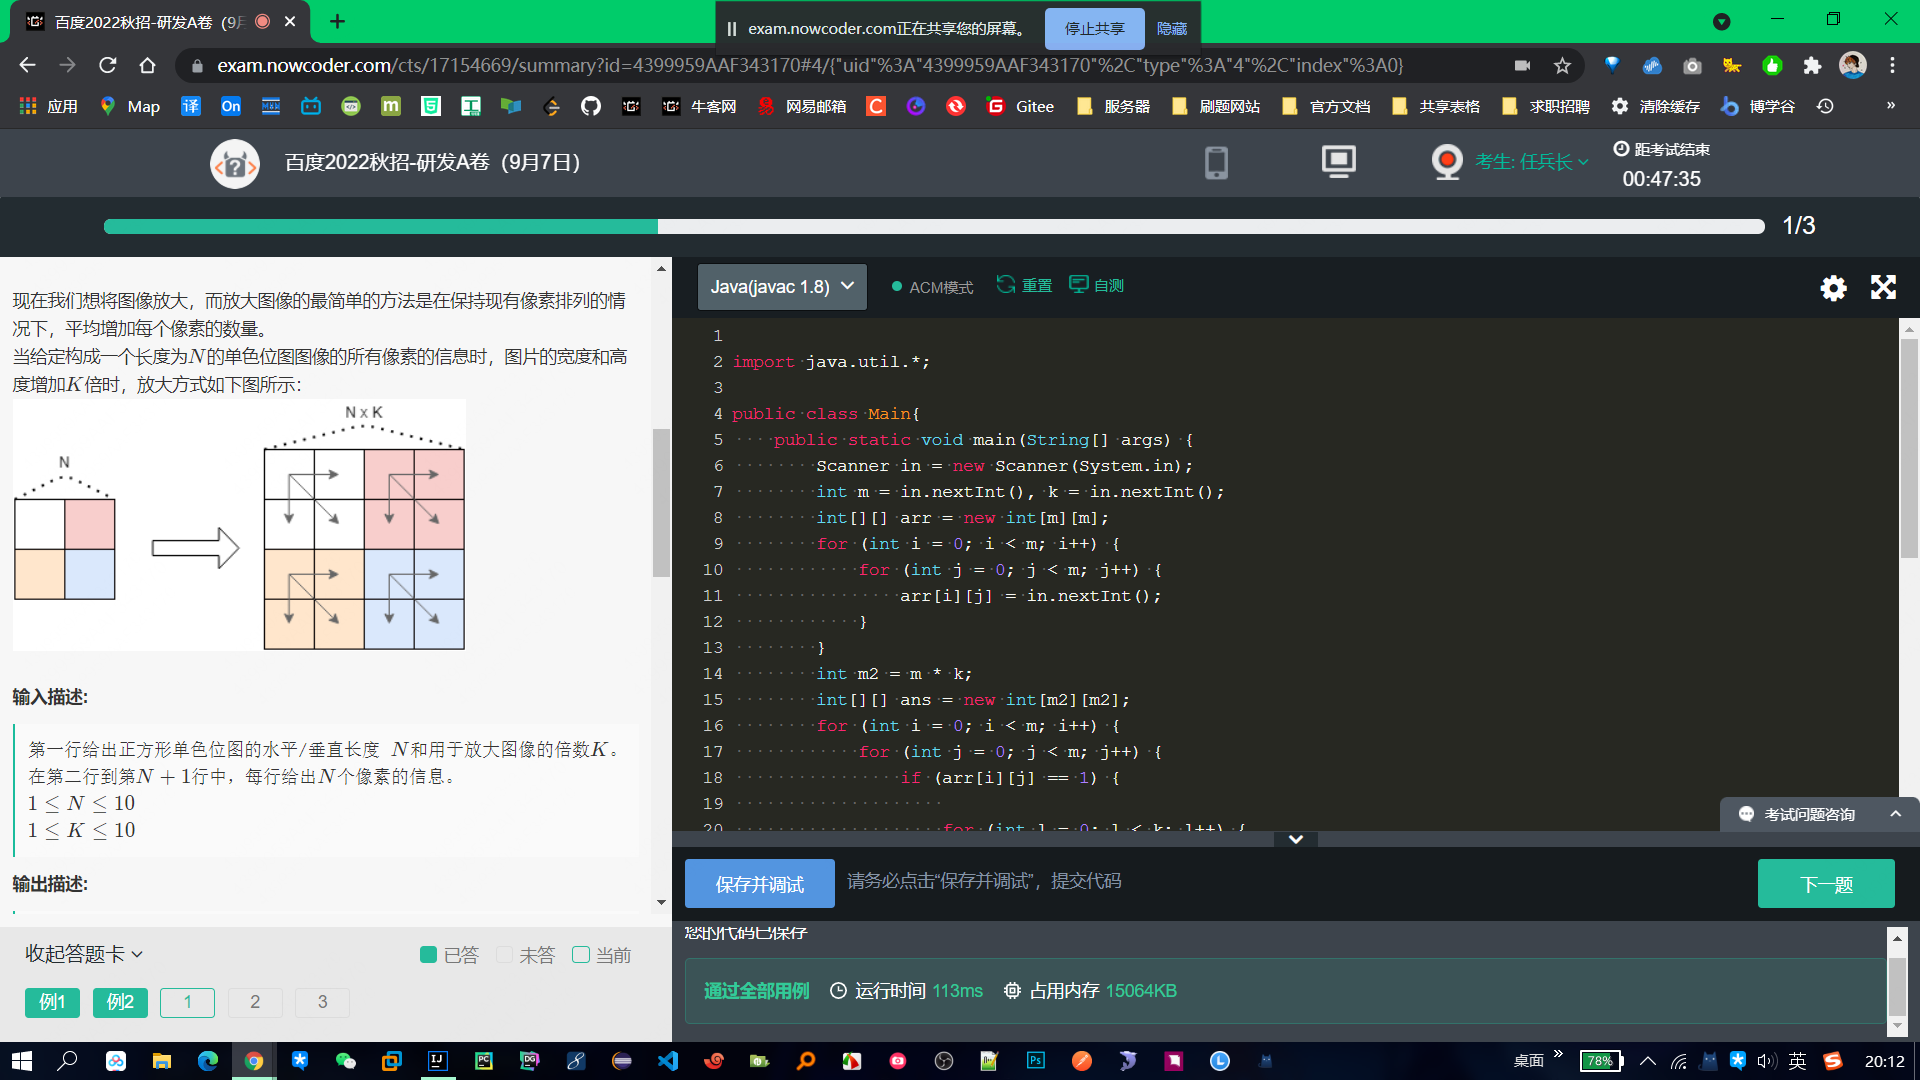 百度2022秋招-研发A卷（9月
exam.nowcoder.com正在共享您的屏幕。
停止共享
隐藏
exam.nowcoder.com/cts/17154669/summary?id=4399959AAF343170#4/{"uid"%3A"4399959AAF343170"%2C"type"%3A"4"%2C"index"%3A0}
应用
Map
译
On
牛客网
网易邮箱
Gitee
服务器
刷题网站
官方文档
共享表格
求职招聘
清除缓存
博学谷
»
百度2022秋招-研发A卷（9月7日）
考生: 任兵长
距考试结束
00:47:35
1/3
现在我们想将图像放大，而放大图像的最简单的方法是在保持现有像素排列的情
况下，平均增加每个像素的数量。
当给定构成一个长度为N的单色位图图像的所有像素的信息时，图片的宽度和高
度增加K倍时，放大方式如下图所示：
N x K
N
输入描述:
第一行给出正方形单色位图的水平/垂直长度 N和用于放大图像的倍数K。
在第二行到第N + 1行中，每行给出N个像素的信息。
1 ≤ N ≤ 10
1 ≤ K ≤ 10
输出描述:
收起答题卡
已答
未答
当前
例1
例2
1
2
3
Java(javac 1.8)
ACM模式
重置
自测
1
2 import java.util.*;
3
4 public class Main{
5 public static void main(String[] args) {
6 Scanner in = new Scanner(System.in);
7 int m = in.nextInt(), k = in.nextInt();
8 int[][] arr = new int[m][m];
9 for (int i = 0; i < m; i++) {
10 for (int j = 0; j < m; j++) {
11 arr[i][j] = in.nextInt();
12 }
13 }
14 int m2 = m * k;
15 int[][] ans = new int[m2][m2];
16 for (int i = 0; i < m; i++) {
17 for (int j = 0; j < m; j++) {
18 if (arr[i][j] == 1) {
19
20 for (int l = 0; l < k; l++) {
考试问题咨询
保存并调试
请务必点击“保存并调试”，提交代码
下一题
您的代码已保存
通过全部用例
运行时间 113ms
占用内存 15064KB
桌面
»
78%
英
20:12